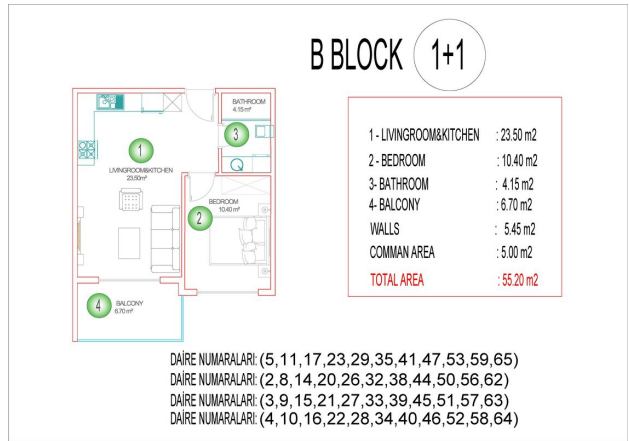 B BLOCK 1+1
BATHROOM
4.15 m²
3
1
LIVINGROOM&KITCHEN
23.50m²
2
BEDROOM
10.40 m²
4
BALCONY
6.70 m²
1 - LIVINGROOM&KITCHEN : 23.50 m2
2 - BEDROOM : 10.40 m2
3- BATHROOM : 4.15 m2
4- BALCONY : 6.70 m2
WALLS : 5.45 m2
COMMAN AREA : 5.00 m2
TOTAL AREA : 55.20 m2
DAİRE NUMARALARI: (5,11,17,23,29,35,41,47,53,59,65)
DAİRE NUMARALARI: (2,8,14,20,26,32,38,44,50,56,62)
DAİRE NUMARALARI: (3,9,15,21,27,33,39,45,51,57,63)
DAİRE NUMARALARI: (4,10,16,22,28,34,40,46,52,58,64)